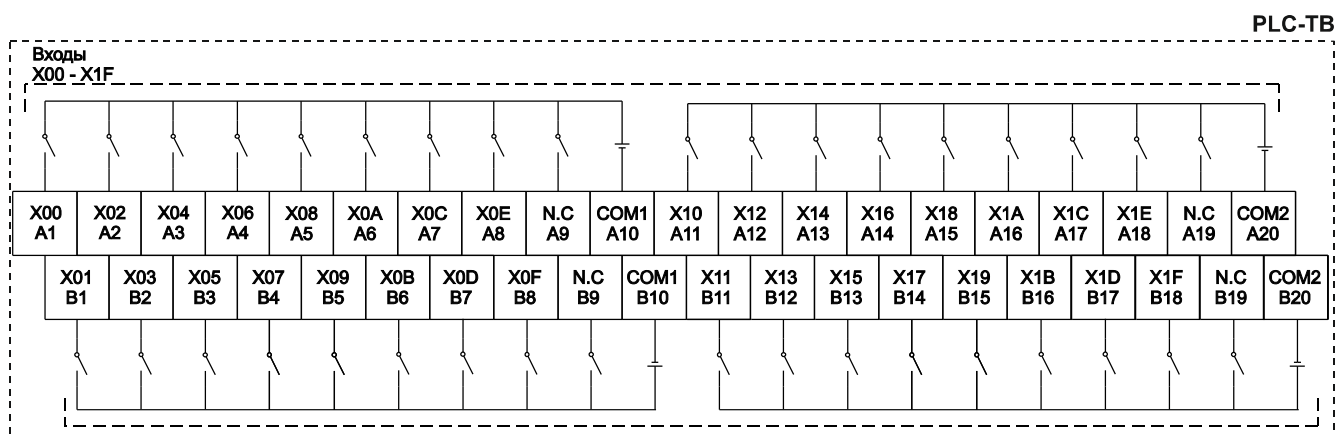 PLC-TB
Входы
X00 - X1F
X00 X02 X04 X06 X08 X0A X0C X0E N.C COM1 X10 X12 X14 X16 X18 X1A X1C X1E N.C COM2
A1 A2 A3 A4 A5 A6 A7 A8 A9 A10 A11 A12 A13 A14 A15 A16 A17 A18 A19 A20
X01 X03 X05 X07 X09 X0B X0D X0F N.C COM1 X11 X13 X15 X17 X19 X1B X1D X1F N.C COM2
B1 B2 B3 B4 B5 B6 B7 B8 B9 B10 B11 B12 B13 B14 B15 B16 B17 B18 B19 B20